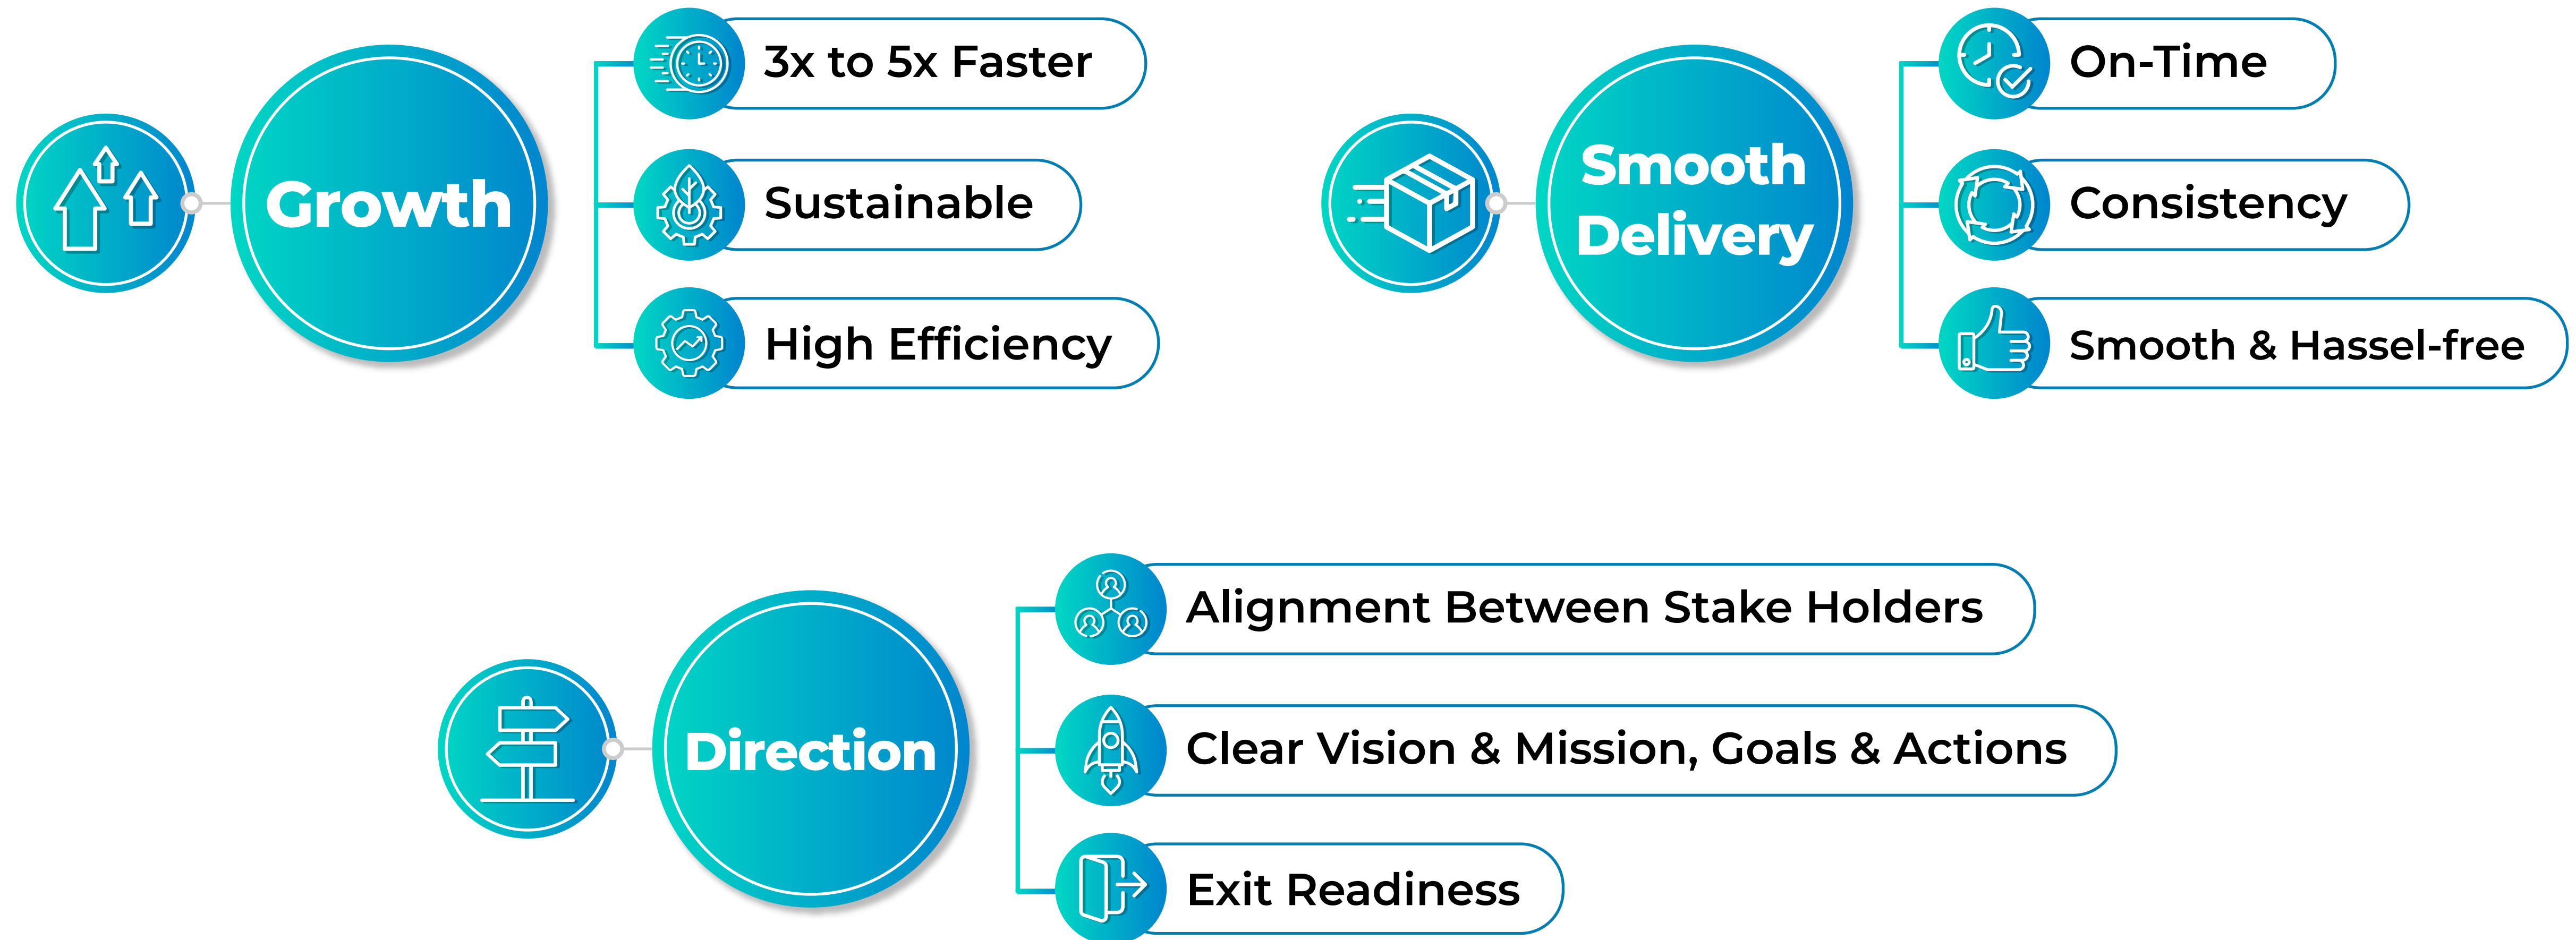 Growth
3x to 5x Faster
Sustainable
High Efficiency
Smooth
Delivery
On-Time
Consistency
Smooth & Hassel-free
Direction
Alignment Between Stake Holders
Clear Vision & Mission, Goals & Actions
Exit Readiness